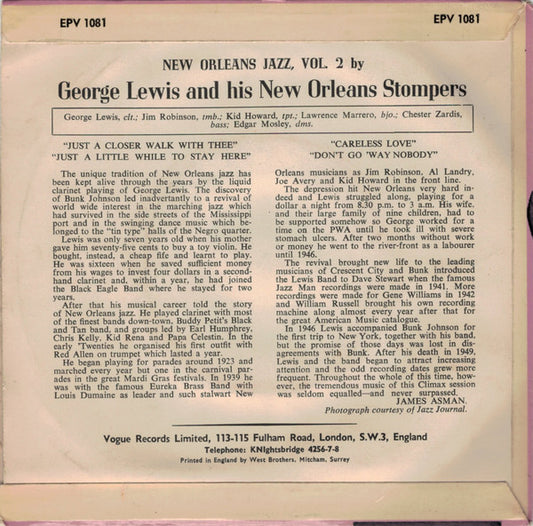 EPV 1081
EPV 1081
NEW ORLEANS JAZZ, VOL. 2 by
George Lewis and his New Orleans Stompers
George Lewis, clt.; Jim Robinson, tmb.; Kid Howard, tpt.; Lawrence Marrero, bjo.; Chester Zardis,
bass; Edgar Mosley, dms.
"JUST A CLOSER WALK WITH THEE"
"JUST A LITTLE WHILE TO STAY HERE"
The unique tradition of New Orleans jazz has
been kept alive through the years by the liquid
clarinet playing of George Lewis. The discovery
of Bunk Johnson led inadvertantly to a revival of
world wide interest in the marching jazz which
had survived in the side streets of the Mississippi
port and in the swinging dance music which be-
longed to the "tin type" halls of the Negro quarter.
Lewis was only seven years old when his mother
gave him seventy-five cents to buy a toy violin. He
bought, instead, a cheap fife and learnt to play.
He was sixteen when he saved sufficient money
from his wages to invest four dollars in a second-
hand clarinet and, within a year, he had joined
the Black Eagle Band where he stayed for two
years.
After that his musical career told the story
of New Orleans jazz. He played clarinet with most
of the finest bands down-town. Buddy Petit's Black
and Tan band, and groups led by Earl Humphrey,
Chris Kelly, Kid Rena and Papa Celestin. In the
early 'Twenties he organised his first outfit with
Red Allen on trumpet which lasted a year.
He began playing for parades around 1923 and
marched every year but one in the carnival par-
ades in the great Mardi Gras festivals. In 1939 he
was with the famous Eureka Brass Band with
Louis Dumaine as leader and such stalwart New
"CARELESS LOVE"
"DON'T GO 'WAY NOBODY"
Orleans musicians as Jim Robinson, Al Landry,
Joe Avery and Kid Howard in the front line.
The depression hit New Orleans very hard in-
deed and Lewis struggled along, playing for a
dollar a night from 8.30 p.m. to 3 a.m. His wife,
and their large family of nine children, had to
be supported somehow so George worked for a
time on the PWA until he took ill with severe
stomach ulcers. After two months without work
or money he went to the river-front as a labourer
until 1946.
The revival brought new life to the leading
musicians of Crescent City and Bunk introduced
the Lewis Band to Dave Stewart when the famous
Jazz Man recordings were made in 1941. More
recordings were made for Gene Williams in 1942
and William Russell brought his own recording
machine along almost every year after that for
the great American Music catalogue.
In 1946 Lewis accompanied Bunk Johnson for
the first trip to New York, together with his band,
but the promise of those days was lost in dis-
agreements with Bunk. After his death in 1949,
Lewis and the band began to attract increasing
attention and the odd recording dates grew more
frequent. Throughout the whole of this time, how-
ever, the tremendous music of this Climax session
was seldom equalled—and never surpassed.
JAMES ASMAN.
Photograph courtesy of Jazz Journal.
Vogue Records Limited, 113-115 Fulham Road, London, S.W.3, England
Telephone: KNIghtsbridge 4256-7-8
Printed in England by West Brothers, Mitcham, Surrey